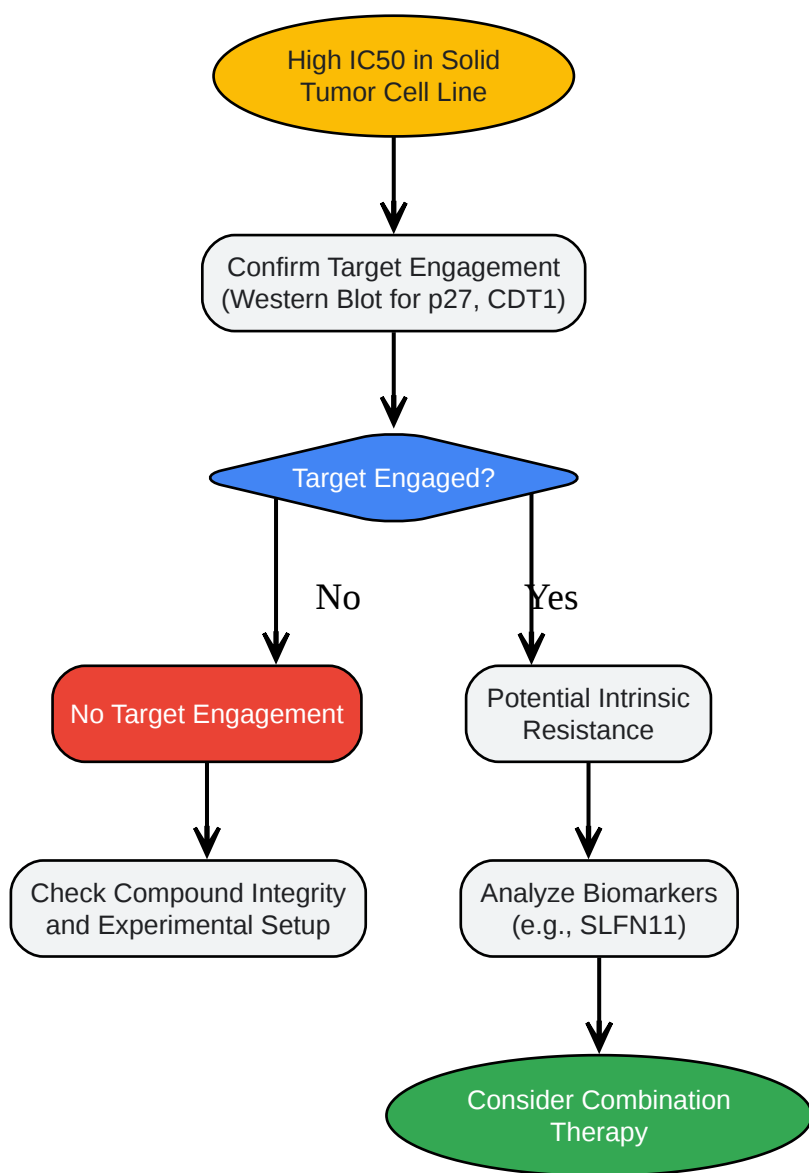 High IC50 in Solid
Tumor Cell Line
Confirm Target Engagement
(Western Blot for p27, CDT1)
Target Engaged?
No
Yes
No Target Engagement
Potential Intrinsic
Resistance
Check Compound Integrity
and Experimental Setup
Analyze Biomarkers
(e.g., SLFN11)
Consider Combination
Therapy